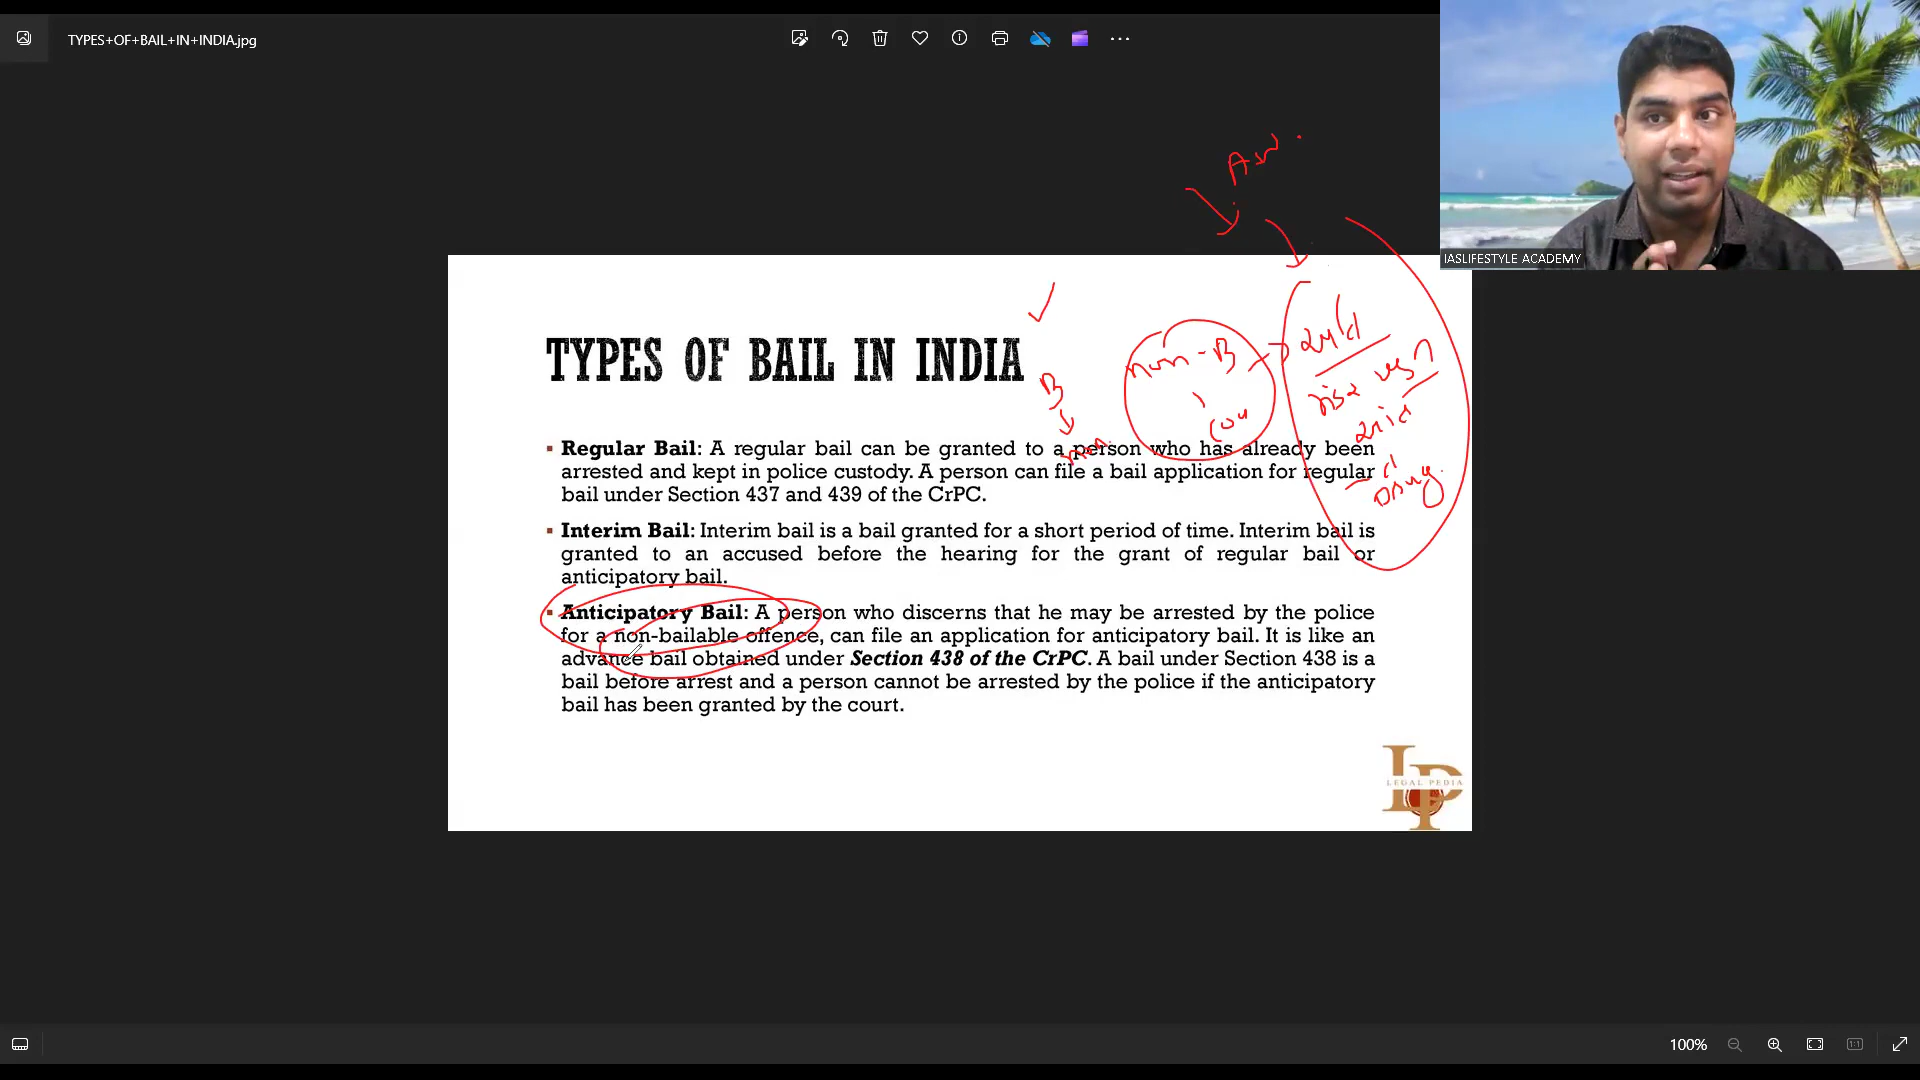 TYPES+OF+BAIL+IN+INDIA.jpg
IASLIFESTYLE ACADEMY
TYPES OF BAIL IN INDIA
non-B
B
▪ Regular Bail: A regular bail can be granted to a person who has already been
arrested and kept in police custody. A person can file a bail application for regular
bail under Section 437 and 439 of the CrPC.
▪ Interim Bail: Interim bail is a bail granted for a short period of time. Interim bail is
granted to an accused before the hearing for the grant of regular bail or
anticipatory bail.
▪ Anticipatory Bail: A person who discerns that he may be arrested by the police
for a non-bailable offence, can file an application for anticipatory bail. It is like an
advance bail obtained under Section 438 of the CrPC. A bail under Section 438 is a
bail before arrest and a person cannot be arrested by the police if the anticipatory
bail has been granted by the court.
LP
LEGAL PEDIA
100%